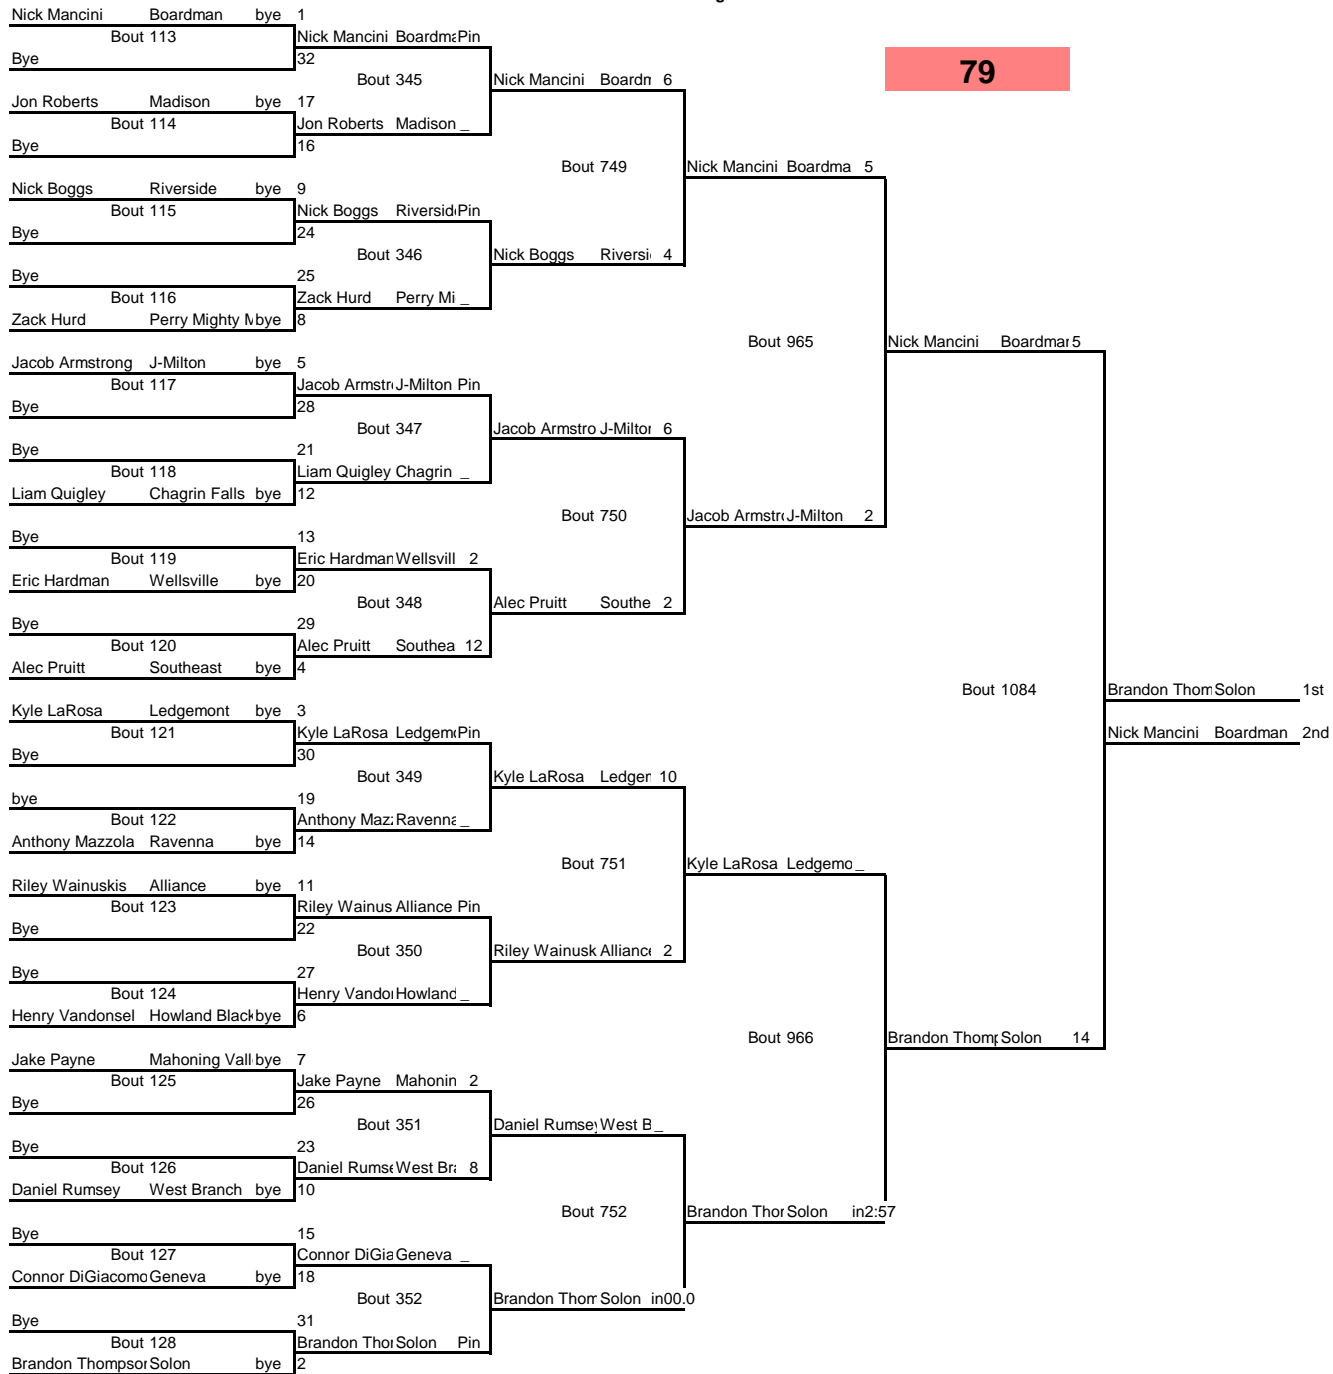 Nick Mancini Boardman bye 1
Bout 113 Nick Mancini Boardma Pin
Bye 32
79
Bout 345 Nick Mancini Boardm 6
Jon Roberts Madison bye 17
Bout 114 Jon Roberts Madison _
Bye 16
Bout 749 Nick Mancini Boardma 5
Nick Boggs Riverside bye 9
Bout 115 Nick Boggs Riversid Pin
Bye 24
Bout 346 Nick Boggs Riversi 4
Bye 25
Bout 116 Zack Hurd Perry Mi _
Zack Hurd Perry Mighty M bye 8
Bout 965 Nick Mancini Boardman 5
Jacob Armstrong J-Milton bye 5
Bout 117 Jacob Armstr J-Milton Pin
Bye 28
Bout 347 Jacob Armstro J-Milton 6
Bye 21
Bout 118 Liam Quigley Chagrin _
Liam Quigley Chagrin Falls bye 12
Bout 750 Jacob Armstr J-Milton 2
Bye 13
Bout 119 Eric Hardman Wellsvill 2
Eric Hardman Wellsville bye 20
Bout 348 Alec Pruitt Southe 2
Bye 29
Bout 120 Alec Pruitt Southea 12
Alec Pruitt Southeast bye 4
Bout 1084 Brandon Thom Solon 1st
Kyle LaRosa Ledgemont bye 3
Bout 121 Kyle LaRosa Ledgem Pin
Nick Mancini Boardman 2nd
Bye 30
Bout 349 Kyle LaRosa Ledger 10
bye 19
Bout 122 Anthony Maz Ravenna _
Anthony Mazzola Ravenna bye 14
Bout 751 Kyle LaRosa Ledgemo _
Riley Wainuskis Alliance bye 11
Bout 123 Riley Wainus Alliance Pin
Bye 22
Bout 350 Riley Wainusk Alliance 2
Bye 27
Bout 124 Henry Vandon Howland _
Henry Vandonsel Howland Black bye 6
Bout 966 Brandon Thomp Solon 14
Jake Payne Mahoning Vall bye 7
Bout 125 Jake Payne Mahonin 2
Bye 26
Bout 351 Daniel Rumsey West B _
Bye 23
Bout 126 Daniel Rumse West Bra 8
Daniel Rumsey West Branch bye 10
Bout 752 Brandon Thor Solon in2:57
Bye 15
Bout 127 Connor DiGia Geneva _
Connor DiGiacomo Geneva bye 18
Bout 352 Brandon Thom Solon in00.0
Bye 31
Bout 128 Brandon Thor Solon Pin
Brandon Thompson Solon bye 2